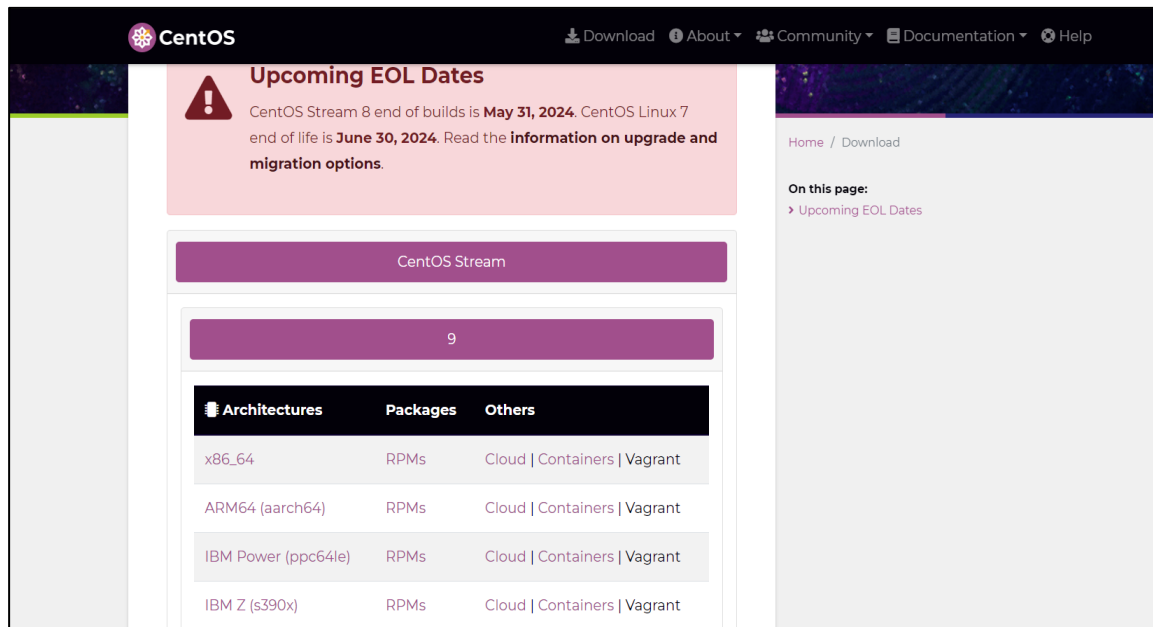 CentOS
Download About Community Documentation Help
Upcoming EOL Dates
CentOS Stream 8 end of builds is May 31, 2024. CentOS Linux 7
end of life is June 30, 2024. Read the information on upgrade and
migration options.
Home / Download
On this page:
Upcoming EOL Dates
CentOS Stream
9
Architectures Packages Others
x86_64 RPMs Cloud | Containers | Vagrant
ARM64 (aarch64) RPMs Cloud | Containers | Vagrant
IBM Power (ppc64le) RPMs Cloud | Containers | Vagrant
IBM Z (s390x) RPMs Cloud | Containers | Vagrant